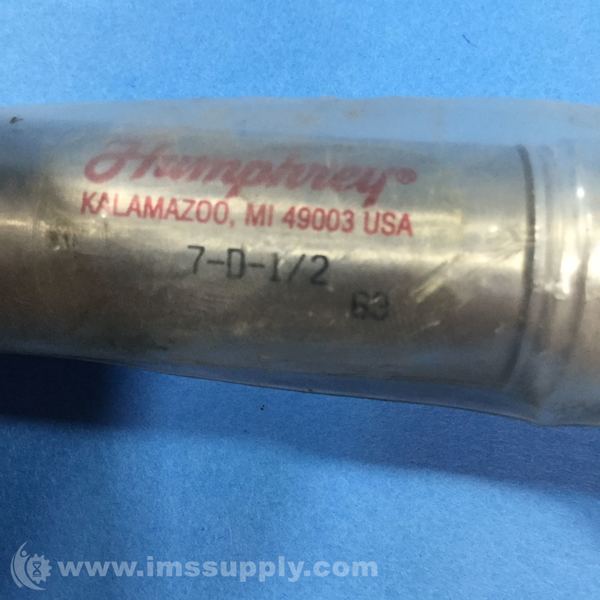 Humphrey®
KALAMAZOO, MI 49003 USA
7-D-1/2
63
www.imssupply.com